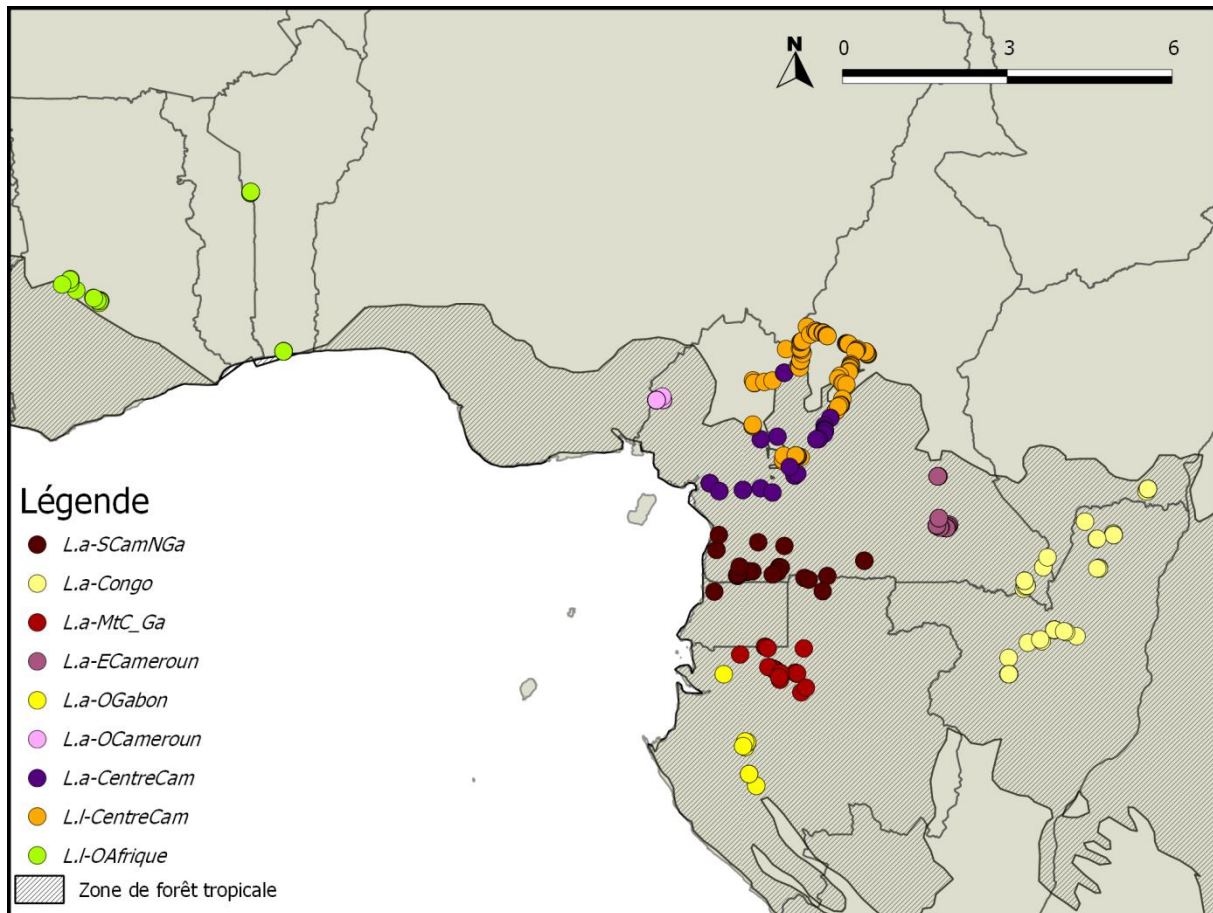 N
0 3 6
Légende
L.a-SCamNGa
L.a-Congo
L.a-MtC_Ga
L.a-ECameroun
L.a-OGabon
L.a-OCameroun
L.a-CentreCam
L.l-CentreCam
L.l-OAfrique
Zone de forêt tropicale